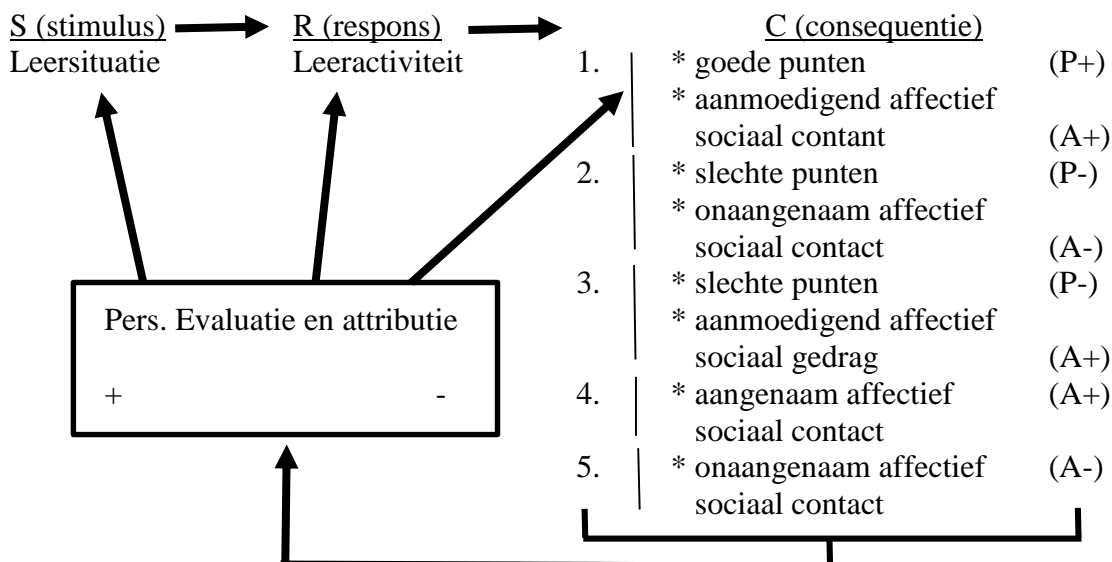 S (stimulus) R (respons) C (consequentie)
Leersituatie Leeractiviteit 1. * goede punten (P+)
* aanmoedigend affectief
sociaal contant (A+)
2. * slechte punten (P-)
* onaangenaam affectief
sociaal contact (A-)
3. * slechte punten (P-)
Pers. Evaluatie en attributie * aanmoedigend affectief
sociaal gedrag (A+)
+ - 4. * aangenaam affectief (A+)
sociaal contact
5. * onaangenaam affectief (A-)
sociaal contact